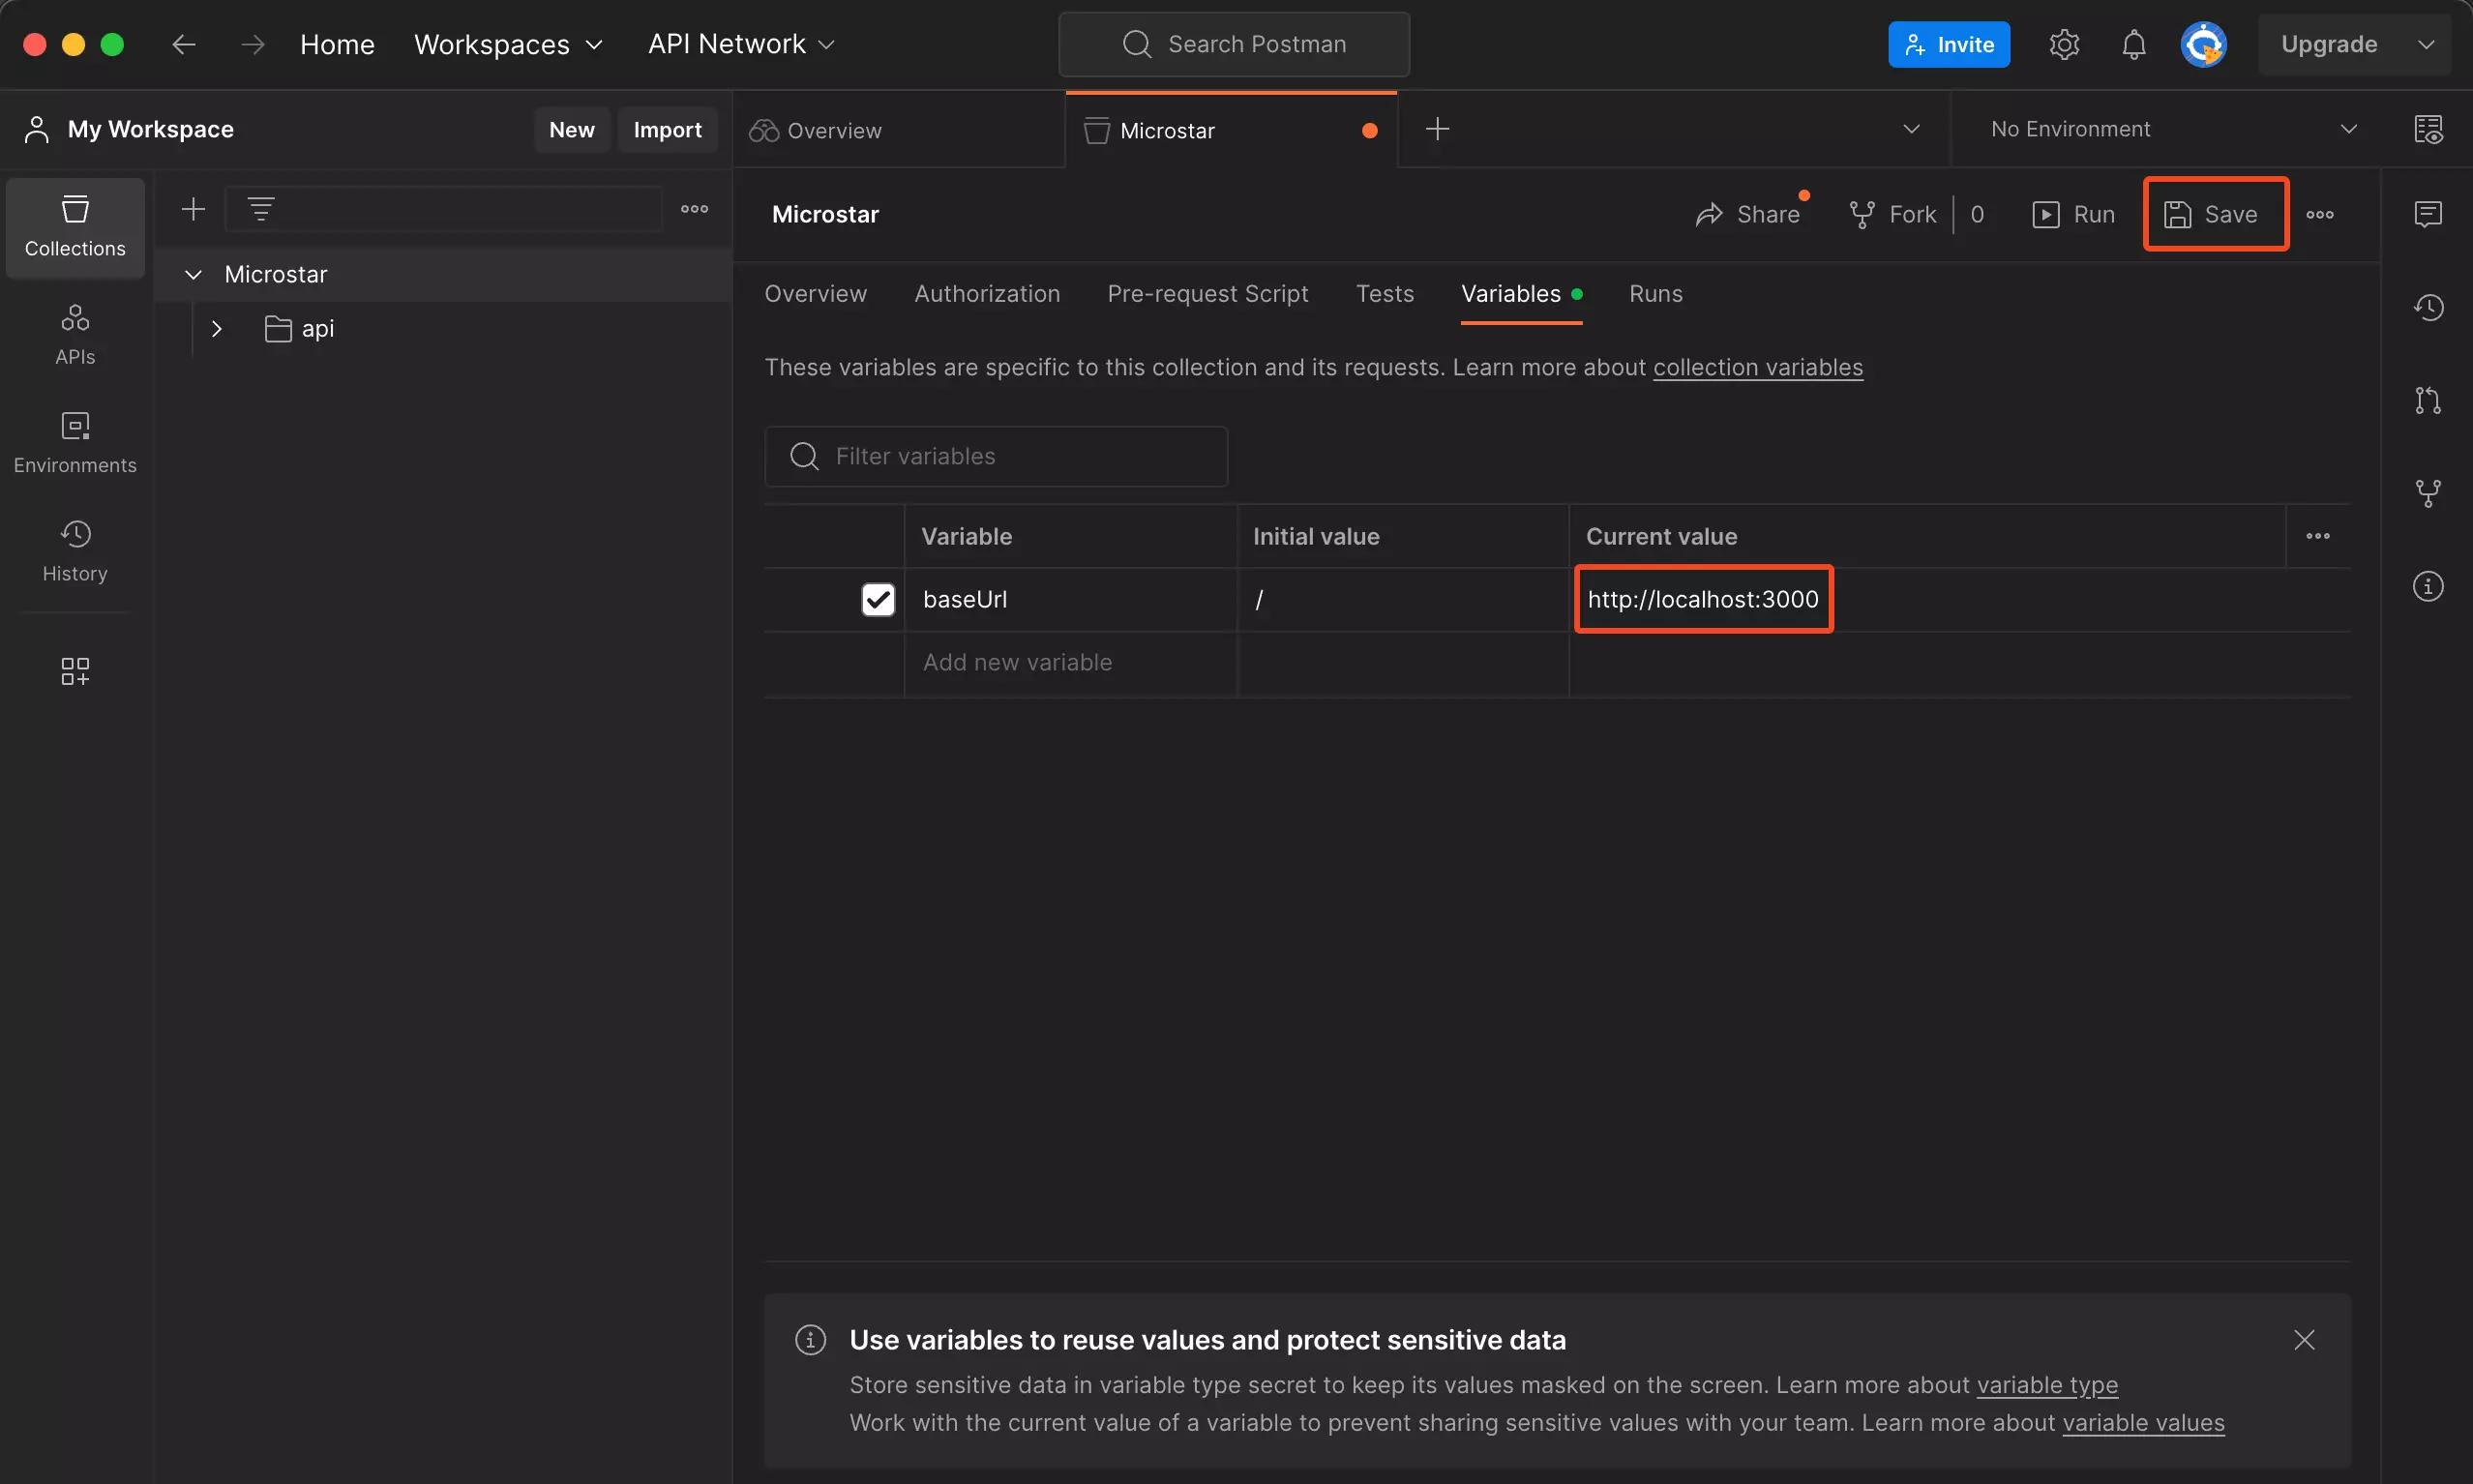 Home Workspaces API Network Search Postman Invite Upgrade
My Workspace New Import Overview Microstar No Environment
Microstar Share Fork 0 Run Save
Collections
Microstar
api
APIs
Environments
History
Overview Authorization Pre-request Script Tests Variables Runs
These variables are specific to this collection and its requests. Learn more about collection variables
Filter variables
Variable Initial value Current value
baseUrl / http://localhost:3000
Add new variable
Use variables to reuse values and protect sensitive data
Store sensitive data in variable type secret to keep its values masked on the screen. Learn more about variable type
Work with the current value of a variable to prevent sharing sensitive values with your team. Learn more about variable values